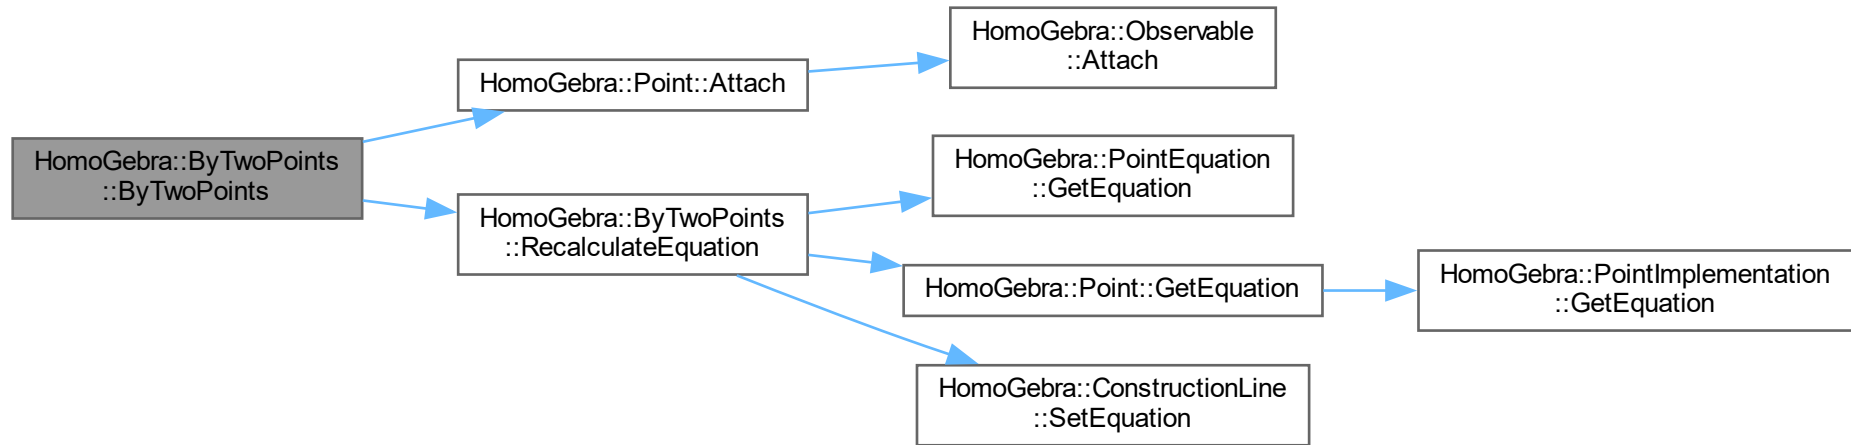 HomoGebra::ByTwoPoints
::ByTwoPoints
HomoGebra::Point::Attach
HomoGebra::Observable
::Attach
HomoGebra::ByTwoPoints
::RecalculateEquation
HomoGebra::PointEquation
::GetEquation
HomoGebra::Point::GetEquation
HomoGebra::PointImplementation
::GetEquation
HomoGebra::ConstructionLine
::SetEquation